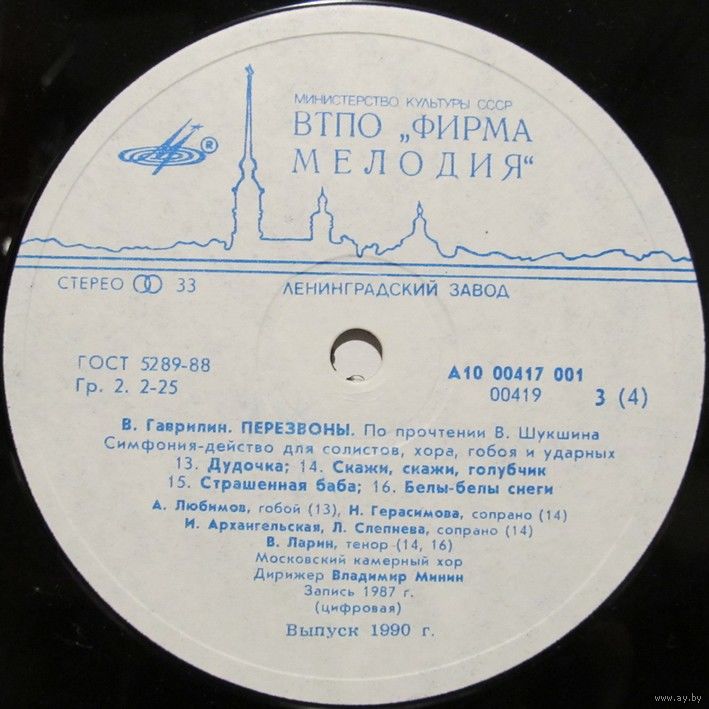 МИНИСТЕРСТВО КУЛЬТУРЫ СССР
ВТПО „ФИРМА
МЕЛОДИЯ“
®
СТЕРЕО 33
ЛЕНИНГРАДСКИЙ ЗАВОД
ГОСТ 5289-88
Гр. 2. 2-25
А10 00417 001
00419 3 (4)
В. Гаврилин. ПЕРЕЗВОНЫ. По прочтении В. Шукшина
Симфония-действо для солистов, хора, гобоя и ударных
13. Дудочка; 14. Скажи, скажи, голубчик
15. Страшенная баба; 16. Белы-белы снеги
А. Любимов, гобой (13), Н. Герасимова, сопрано (14)
И. Архангельская, Л. Слепнева, сопрано (14)
В. Ларин, тенор (14, 16)
Московский камерный хор
Дирижер Владимир Минин
Запись 1987 г.
(цифровая)
Выпуск 1990 г.
www.ay.by